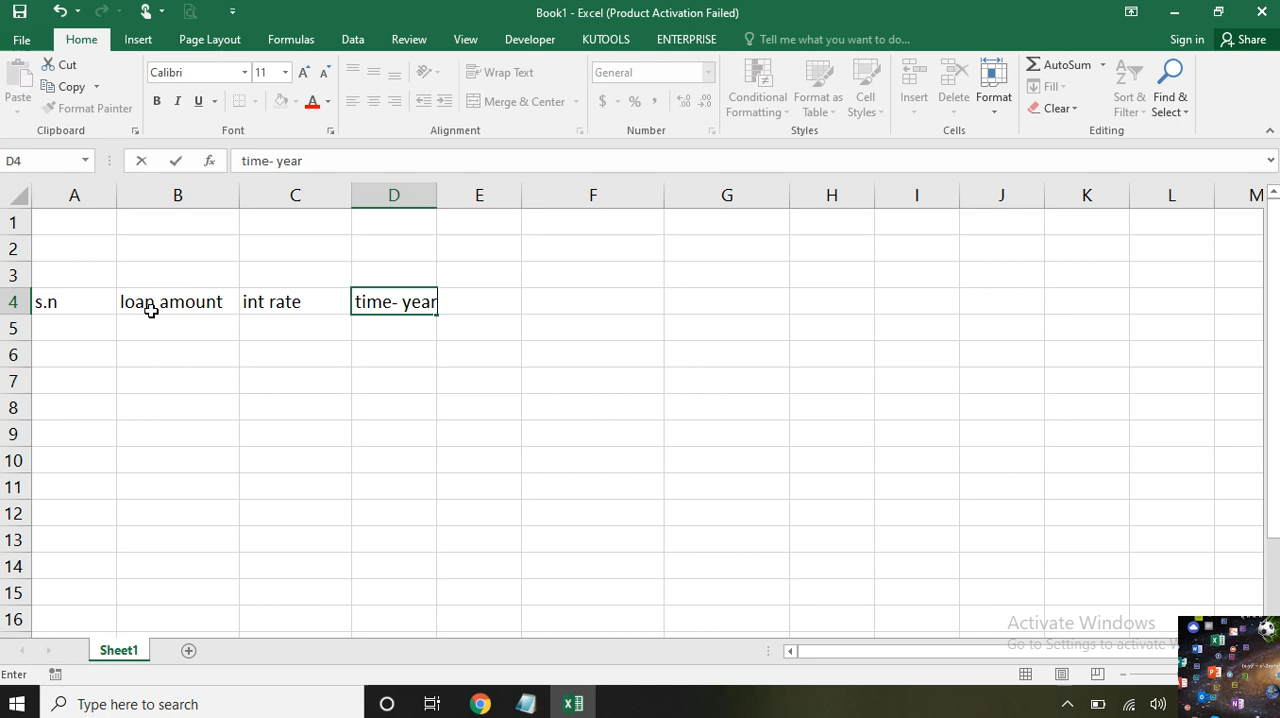 Book1 - Excel (Product Activation Failed)
File Home Insert Page Layout Formulas Data Review View Developer KUTOOLS ENTERPRISE Tell me what you want to do... Sign in Share
Paste
Cut
Copy
Format Painter
Clipboard
Calibri 11
B I U
Font
Wrap Text
Merge & Center
Alignment
General
$ % ,
Number
Conditional Formatting
Format as Table
Cell Styles
Styles
Insert
Delete
Format
Cells
AutoSum
Fill
Clear
Sort & Filter
Find & Select
Editing
D4 fx time- year
A B C D E F G H I J K L M
1
2
3
4 s.n loan amount int rate time- year
5
6
7
8
9
10
11
12
13
14
15
16
Activate Windows
Go to Settings to activate W
Sheet1
Enter
Type here to search